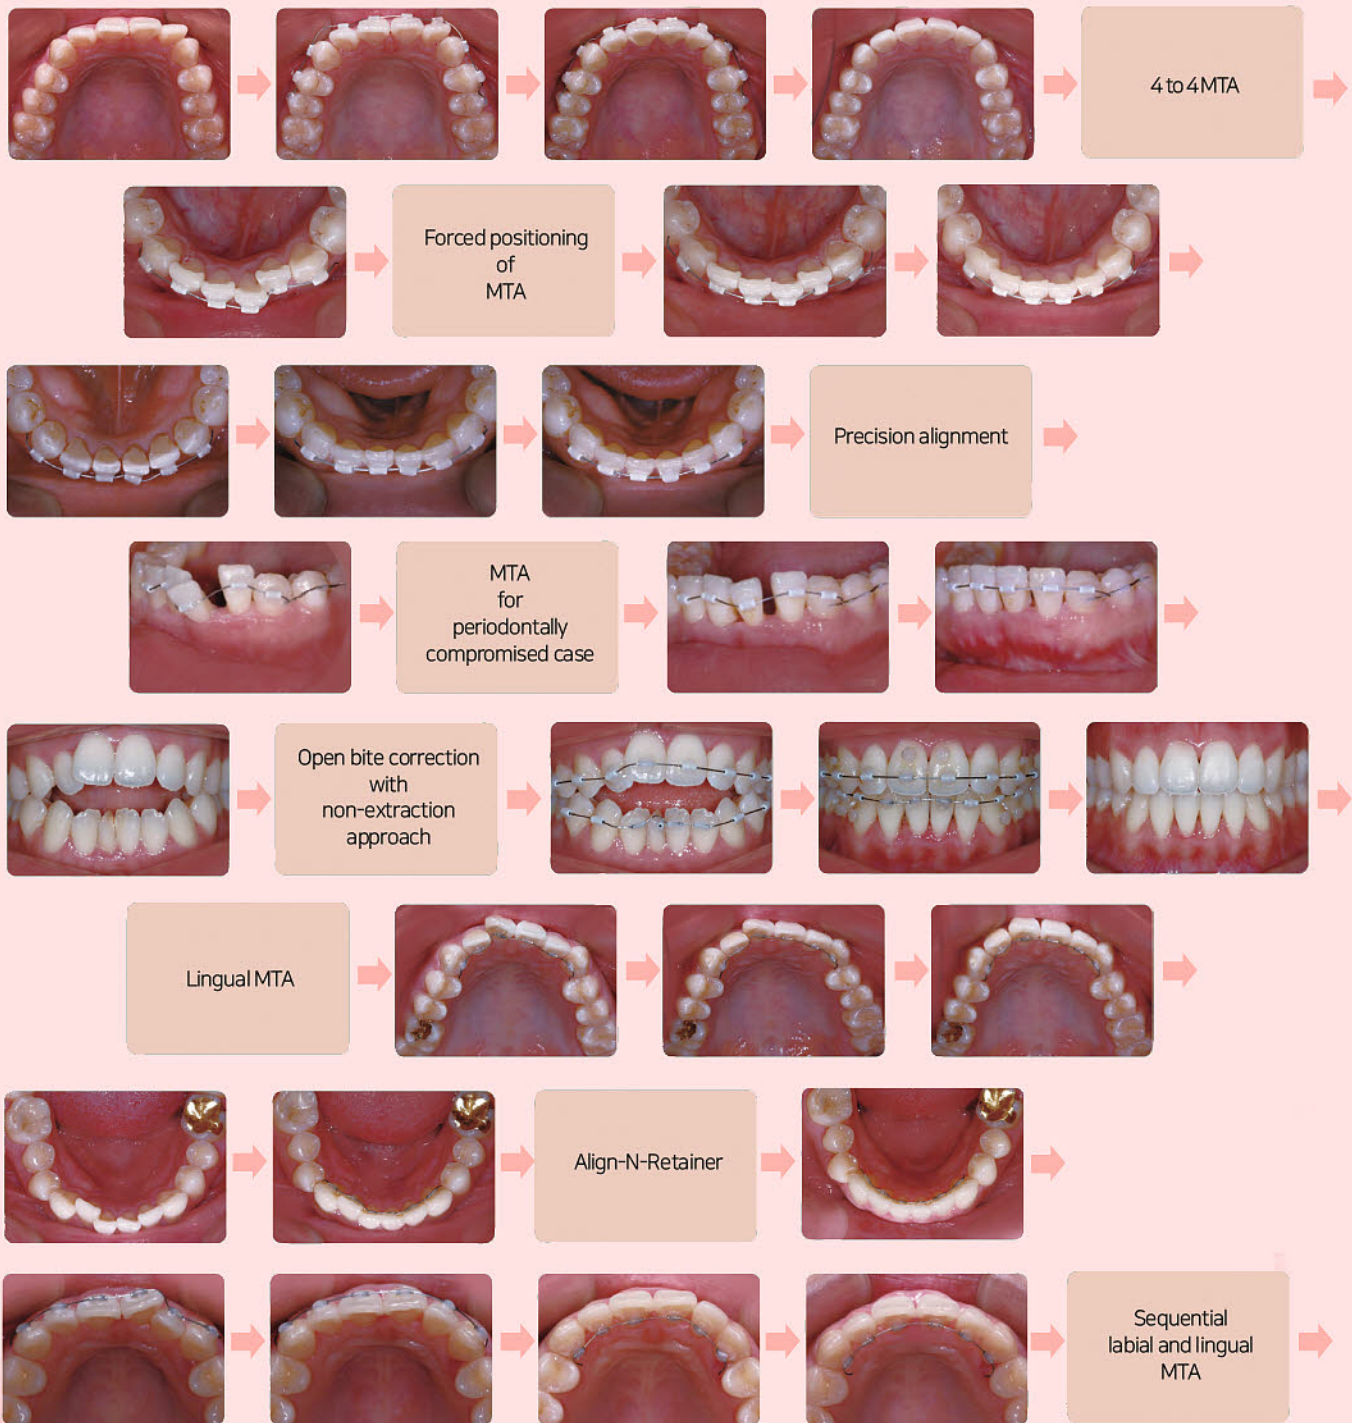 4 to 4 MTA
Forced positioning
of
MTA
Precision alignment
MTA
for
periodontally
compromised case
Open bite correction
with
non-extraction
approach
Lingual MTA
Align-N-Retainer
Sequential
labial and lingual
MTA